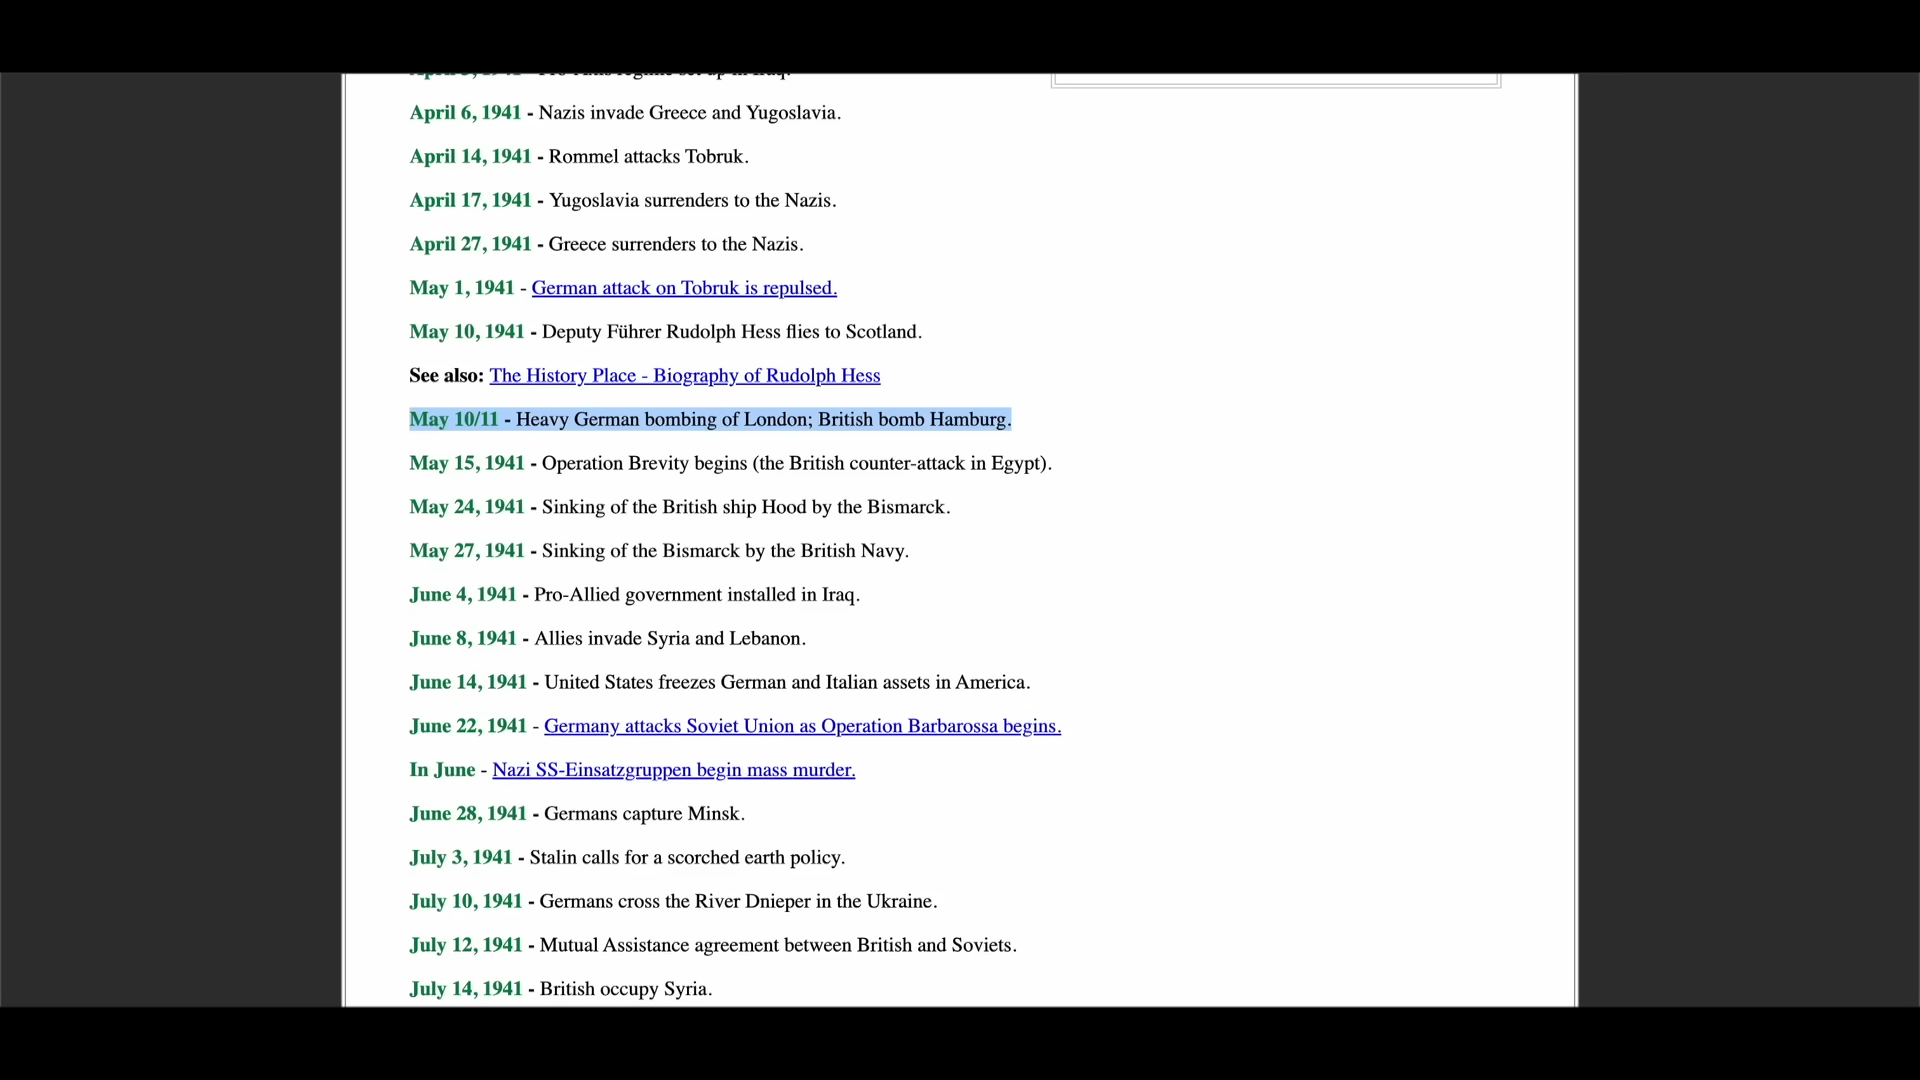 April 6, 1941 - Nazis invade Greece and Yugoslavia.
April 14, 1941 - Rommel attacks Tobruk.
April 17, 1941 - Yugoslavia surrenders to the Nazis.
April 27, 1941 - Greece surrenders to the Nazis.
May 1, 1941 - German attack on Tobruk is repulsed.
May 10, 1941 - Deputy Führer Rudolph Hess flies to Scotland.
See also: The History Place - Biography of Rudolph Hess
May 10/11 - Heavy German bombing of London; British bomb Hamburg.
May 15, 1941 - Operation Brevity begins (the British counter-attack in Egypt).
May 24, 1941 - Sinking of the British ship Hood by the Bismarck.
May 27, 1941 - Sinking of the Bismarck by the British Navy.
June 4, 1941 - Pro-Allied government installed in Iraq.
June 8, 1941 - Allies invade Syria and Lebanon.
June 14, 1941 - United States freezes German and Italian assets in America.
June 22, 1941 - Germany attacks Soviet Union as Operation Barbarossa begins.
In June - Nazi SS-Einsatzgruppen begin mass murder.
June 28, 1941 - Germans capture Minsk.
July 3, 1941 - Stalin calls for a scorched earth policy.
July 10, 1941 - Germans cross the River Dnieper in the Ukraine.
July 12, 1941 - Mutual Assistance agreement between British and Soviets.
July 14, 1941 - British occupy Syria.